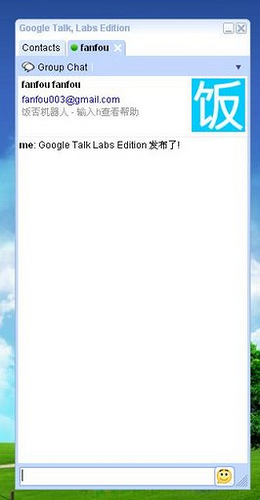 Google Talk, Labs Edition
Contacts fanfou
Group Chat
fanfou fanfou
fanfou003@gmail.com
饭否机器人 - 输入h查看帮助
饭
me: Google Talk Labs Edition 发布了!